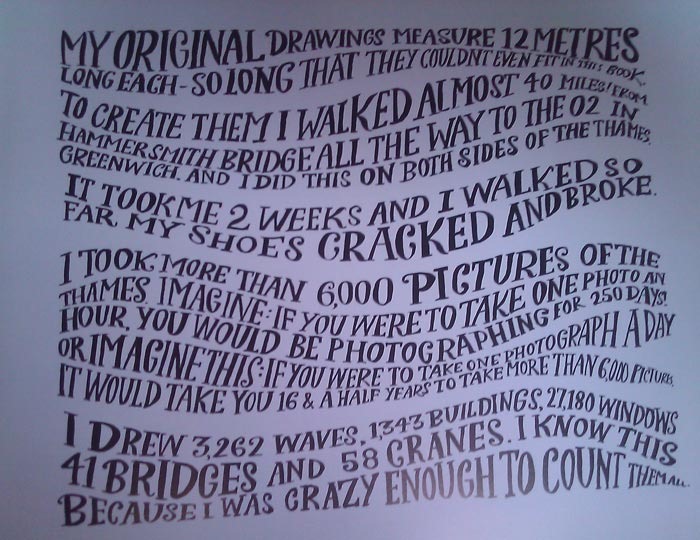 MY ORIGINAL DRAWINGS MEASURE 12 METRES
LONG EACH - SO LONG THAT THEY COULDNT EVEN FIT IN THIS BOOK.
TO CREATE THEM I WALKED ALMOST 40 MILES! FROM
HAMMERSMITH BRIDGE ALL THE WAY TO THE O2 IN
GREENWICH. AND I DID THIS ON BOTH SIDES OF THE THAMES.
IT TOOK ME 2 WEEKS AND I WALKED SO
FAR MY SHOES CRACKED AND BROKE.
I TOOK MORE THAN 6,000 PICTURES OF THE
THAMES. IMAGINE: IF YOU WERE TO TAKE ONE PHOTO AN
HOUR, YOU WOULD BE PHOTOGRAPHING FOR 250 DAYS!
OR IMAGINE THIS: IF YOU WERE TO TAKE ONE PHOTOGRAPH A DAY
IT WOULD TAKE YOU 16 & A HALF YEARS TO TAKE MORE THAN 6,000 PICTURES.
I DREW 3,262 WAVES, 1,343 BUILDINGS, 27,180 WINDOWS
41 BRIDGES AND 58 CRANES. I KNOW THIS
BECAUSE I WAS CRAZY ENOUGH TO COUNT THEM ALL.